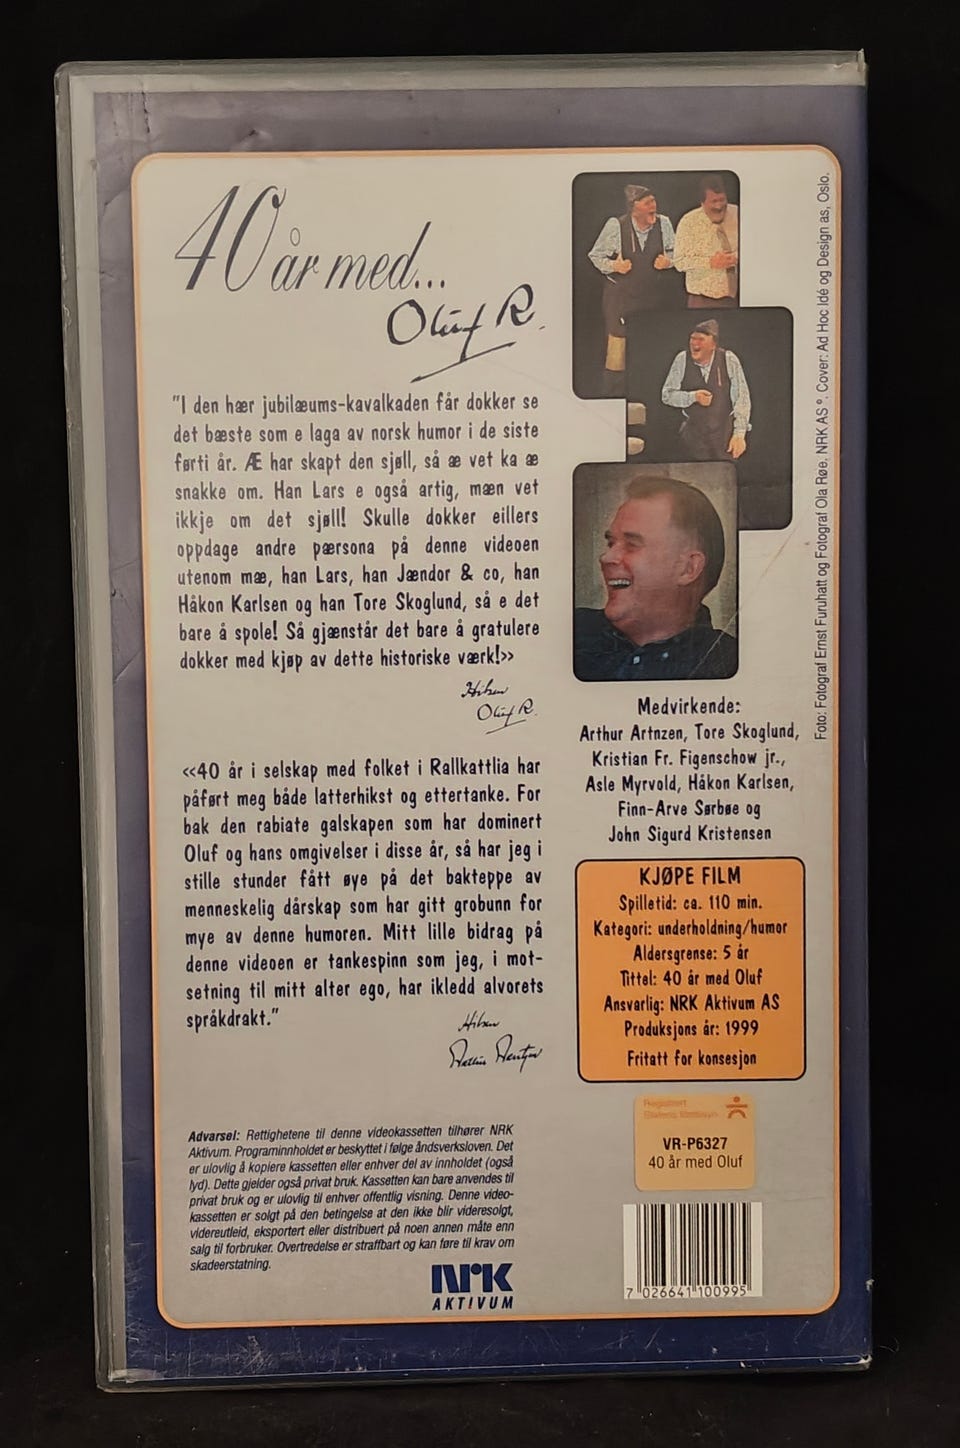 40 år med...
Oluf R.
"I den hær jubilæums-kavalkaden får dokker se
det bæste som e laga av norsk humor i de siste
førti år. Æ har skapt den sjøll, så æ vet ka æ
snakke om. Han Lars e også artig, mæn vet
ikkje om det sjøll! Skulle dokker eillers
oppdage andre pærsona på denne videoen
utenom mæ, han Lars, han Jændor & co, han
Håkon Karlsen og han Tore Skoglund, så e det
bare å spole! Så gjænstår det bare å gratulere
dokker med kjøp av dette historiske værk!»
Hilsen
Oluf R.
«40 år i selskap med folket i Rallkattlia har
påført meg både latterhikst og ettertanke. For
bak den rabiate galskapen som har dominert
Oluf og hans omgivelser i disse år, så har jeg i
stille stunder fått øye på det bakteppe av
menneskelig dårskap som har gitt grobunn for
mye av denne humoren. Mitt lille bidrag på
denne videoen er tankespinn som jeg, i mot-
setning til mitt alter ego, har ikledd alvorets
språkdrakt."
Hilsen
Arthur Arntzen
Advarsel: Rettighetene til denne videokassetten tilhører NRK
Aktivum. Programinnholdet er beskyttet i følge åndsverksloven. Det
er ulovlig å kopiere kassetten eller enhver del av innholdet (også
lyd). Dette gjelder også privat bruk. Kassetten kan bare anvendes til
privat bruk og er ulovlig til enhver offentlig visning. Denne video-
kassetten er solgt på den betingelse at den ikke blir videresolgt,
videreutleid, eksportert eller distribuert på noen annen måte enn
salg til forbruker. Overtredelse er straffbart og kan føre til krav om
skadeerstatning.
NRK
AKTIVUM
Foto: Fotograf Ernst Furuhatt og Fotograf Ola Røe, NRK AS ©. Cover: Ad Hoc Idé og Design as, Oslo.
Medvirkende:
Arthur Artnzen, Tore Skoglund,
Kristian Fr. Figenschow jr.,
Asle Myrvold, Håkon Karlsen,
Finn-Arve Sørbøe og
John Sigurd Kristensen
KJØPE FILM
Spilletid: ca. 110 min.
Kategori: underholdning/humor
Aldersgrense: 5 år
Tittel: 40 år med Oluf
Ansvarlig: NRK Aktivum AS
Produksjons år: 1999
Fritatt for konsesjon
Registrert
Statens filmtilsyn
VR-P6327
40 år med Oluf
7 026641 100995